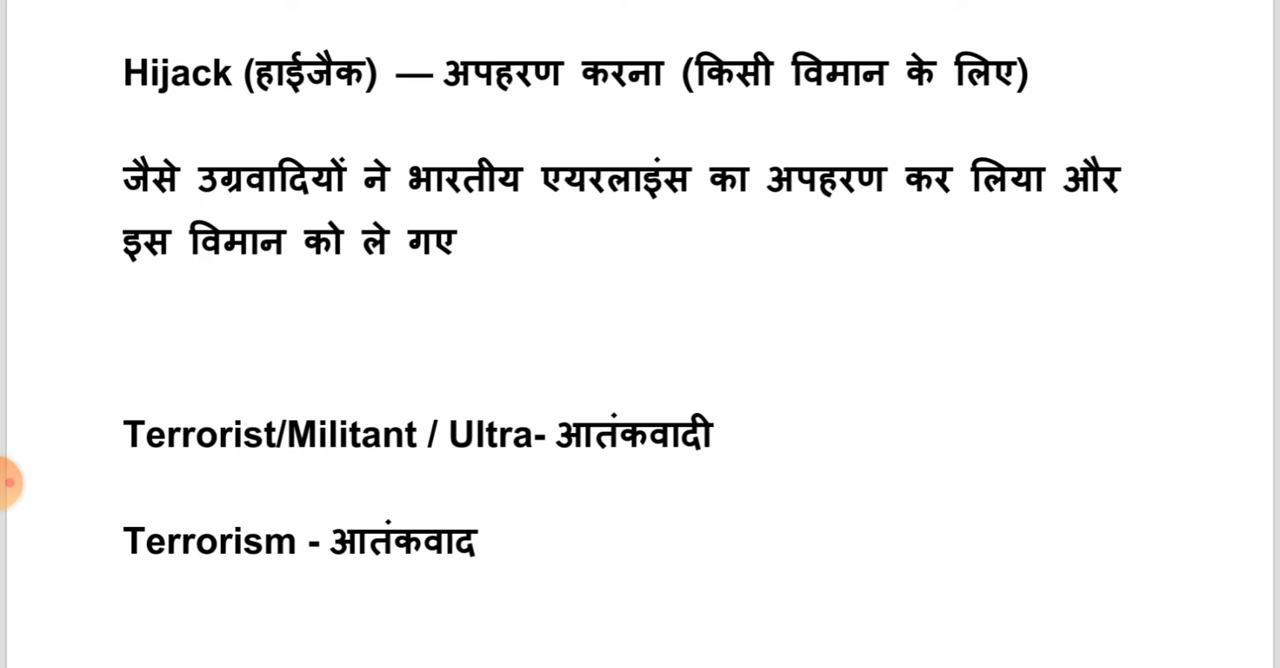 Hijack (हाईजैक) — अपहरण करना (किसी विमान के लिए)
जैसे उग्रवादियों ने भारतीय एयरलाइंस का अपहरण कर लिया और
इस विमान को ले गए
Terrorist/Militant / Ultra- आतंकवादी
Terrorism - आतंकवाद